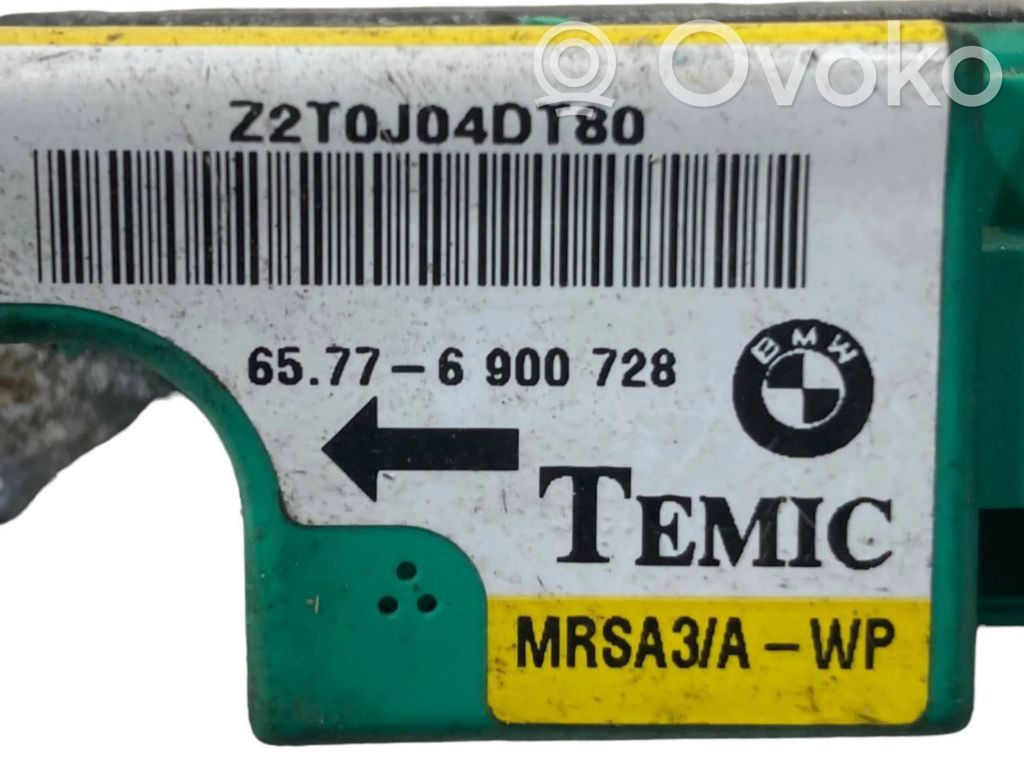 Ovoko
Z2T0J04DT80
65.77-6 900 728
BMW
TEMIC
MRSA3/A-WP